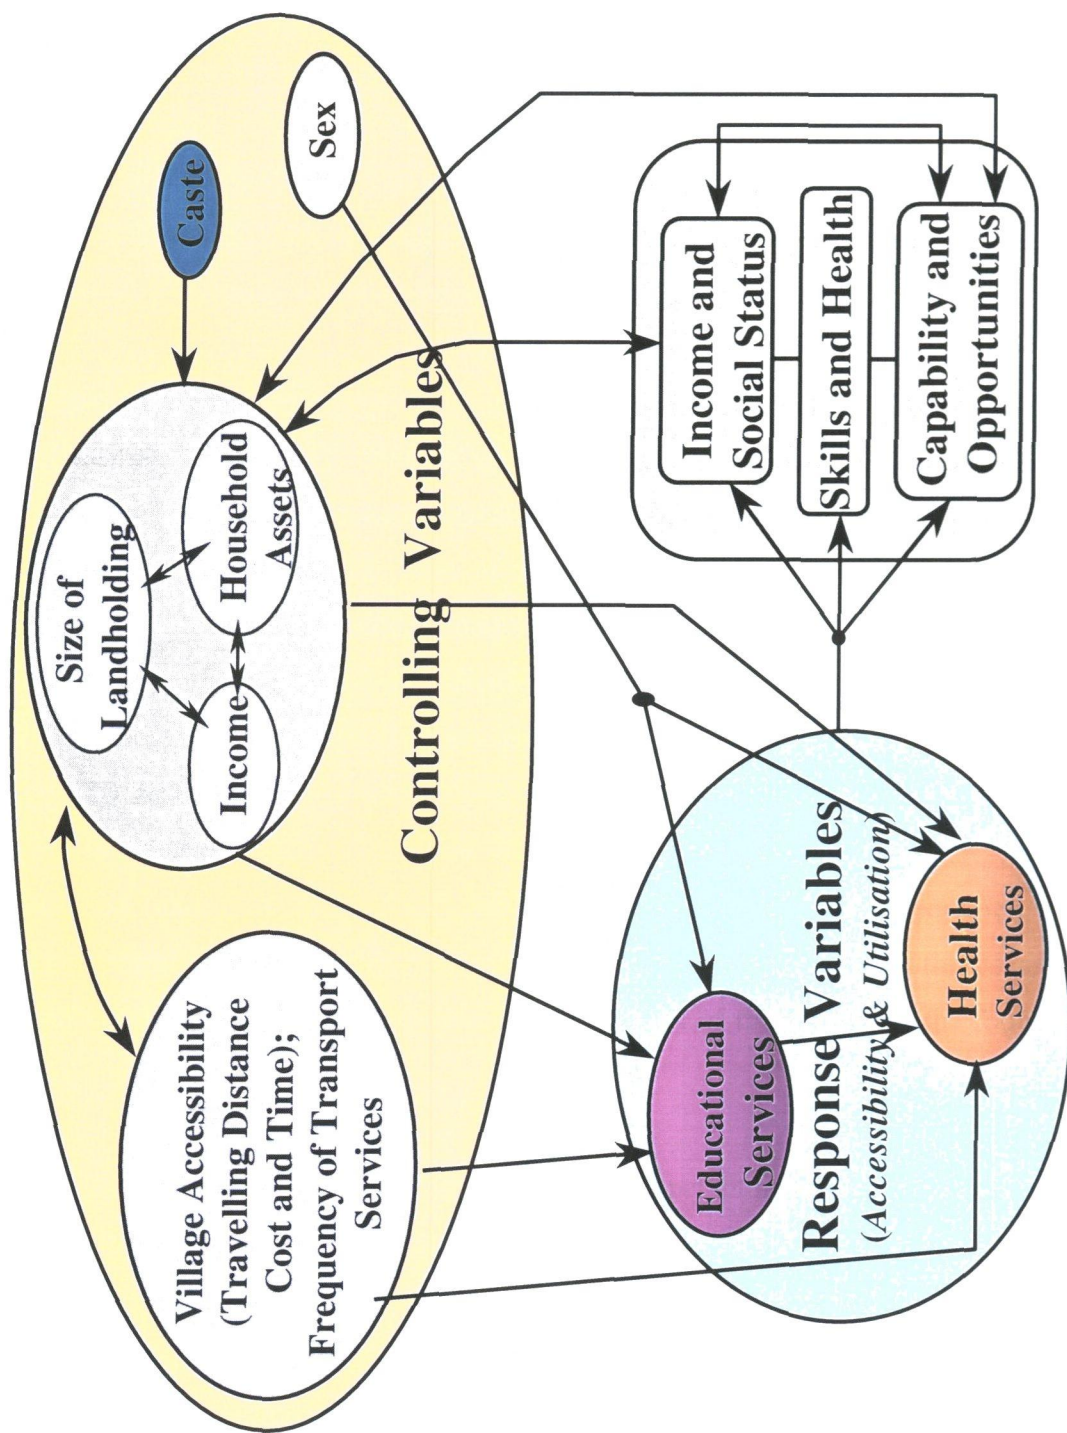 Village Accessibility
(Travelling Distance
Cost and Time);
Frequency of Transport
Services
Size of
Landholding
Income
Household
Assets
Caste
Sex
Controlling Variables
Educational
Services
Response Variables
(Accessibility & Utilisation)
Health
Services
Income and
Social Status
Skills and Health
Capability and
Opportunities